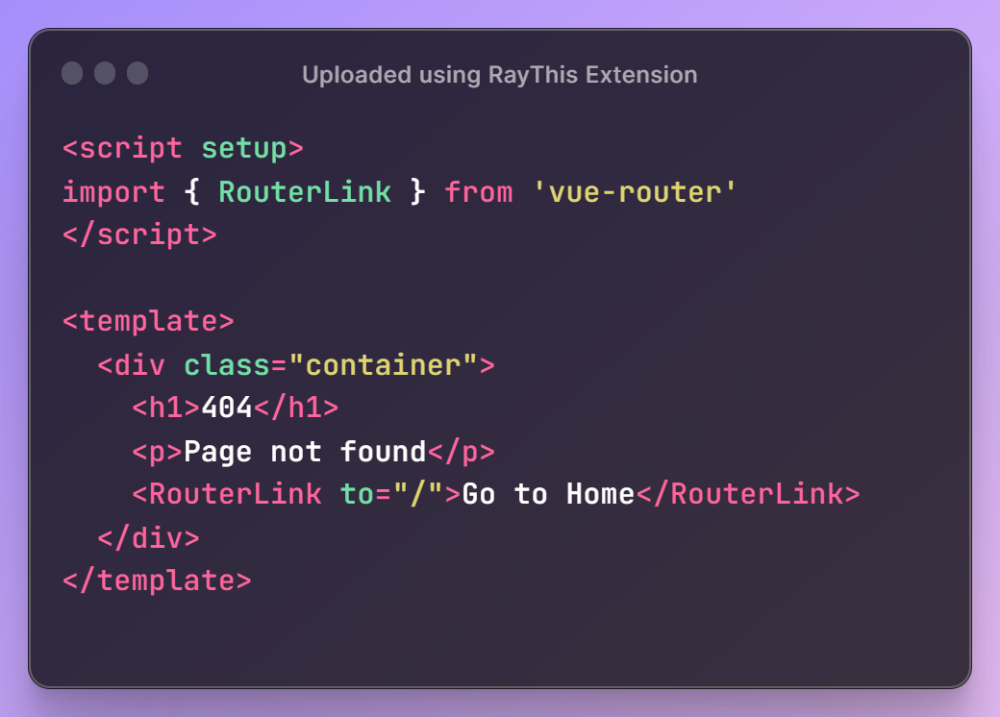 Uploaded using RayThis Extension
<script setup>
import { RouterLink } from 'vue-router'
</script>
<template>
  <div class="container">
    <h1>404</h1>
    <p>Page not found</p>
    <RouterLink to="/">Go to Home</RouterLink>
  </div>
</template>